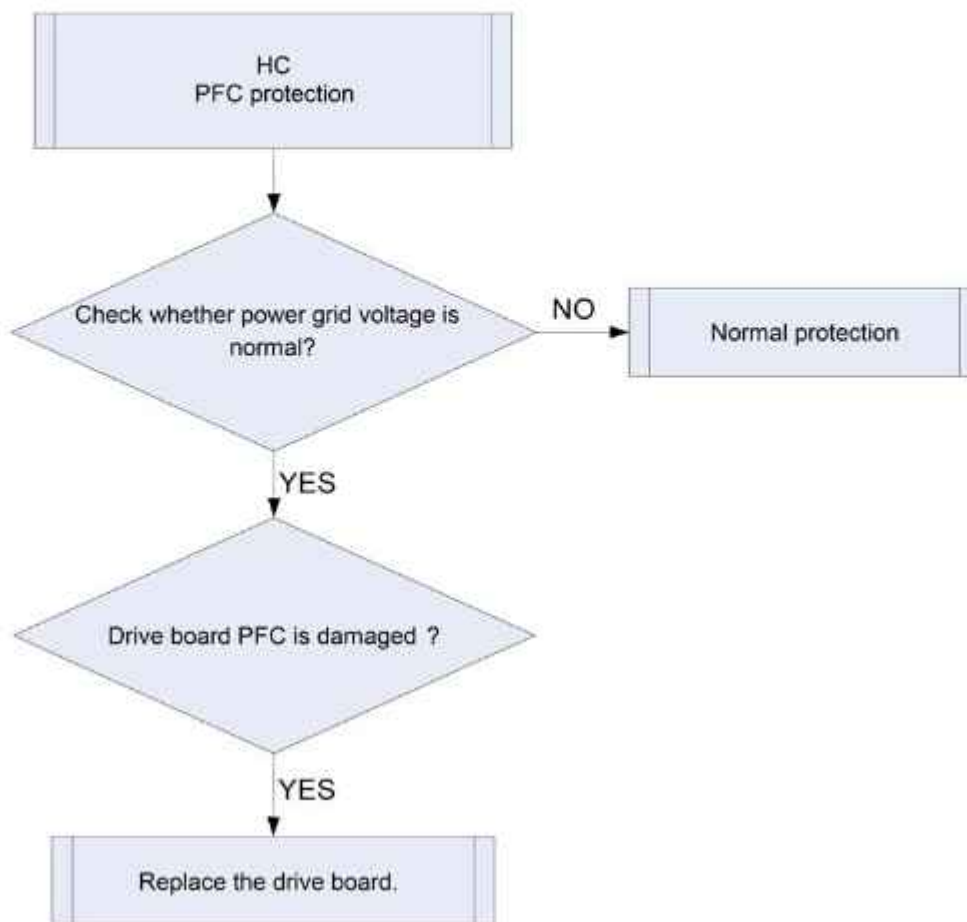 HC
PFC protection
Check whether power grid voltage is
normal?
NO
Normal protection
YES
Drive board PFC is damaged ?
YES
Replace the drive board.